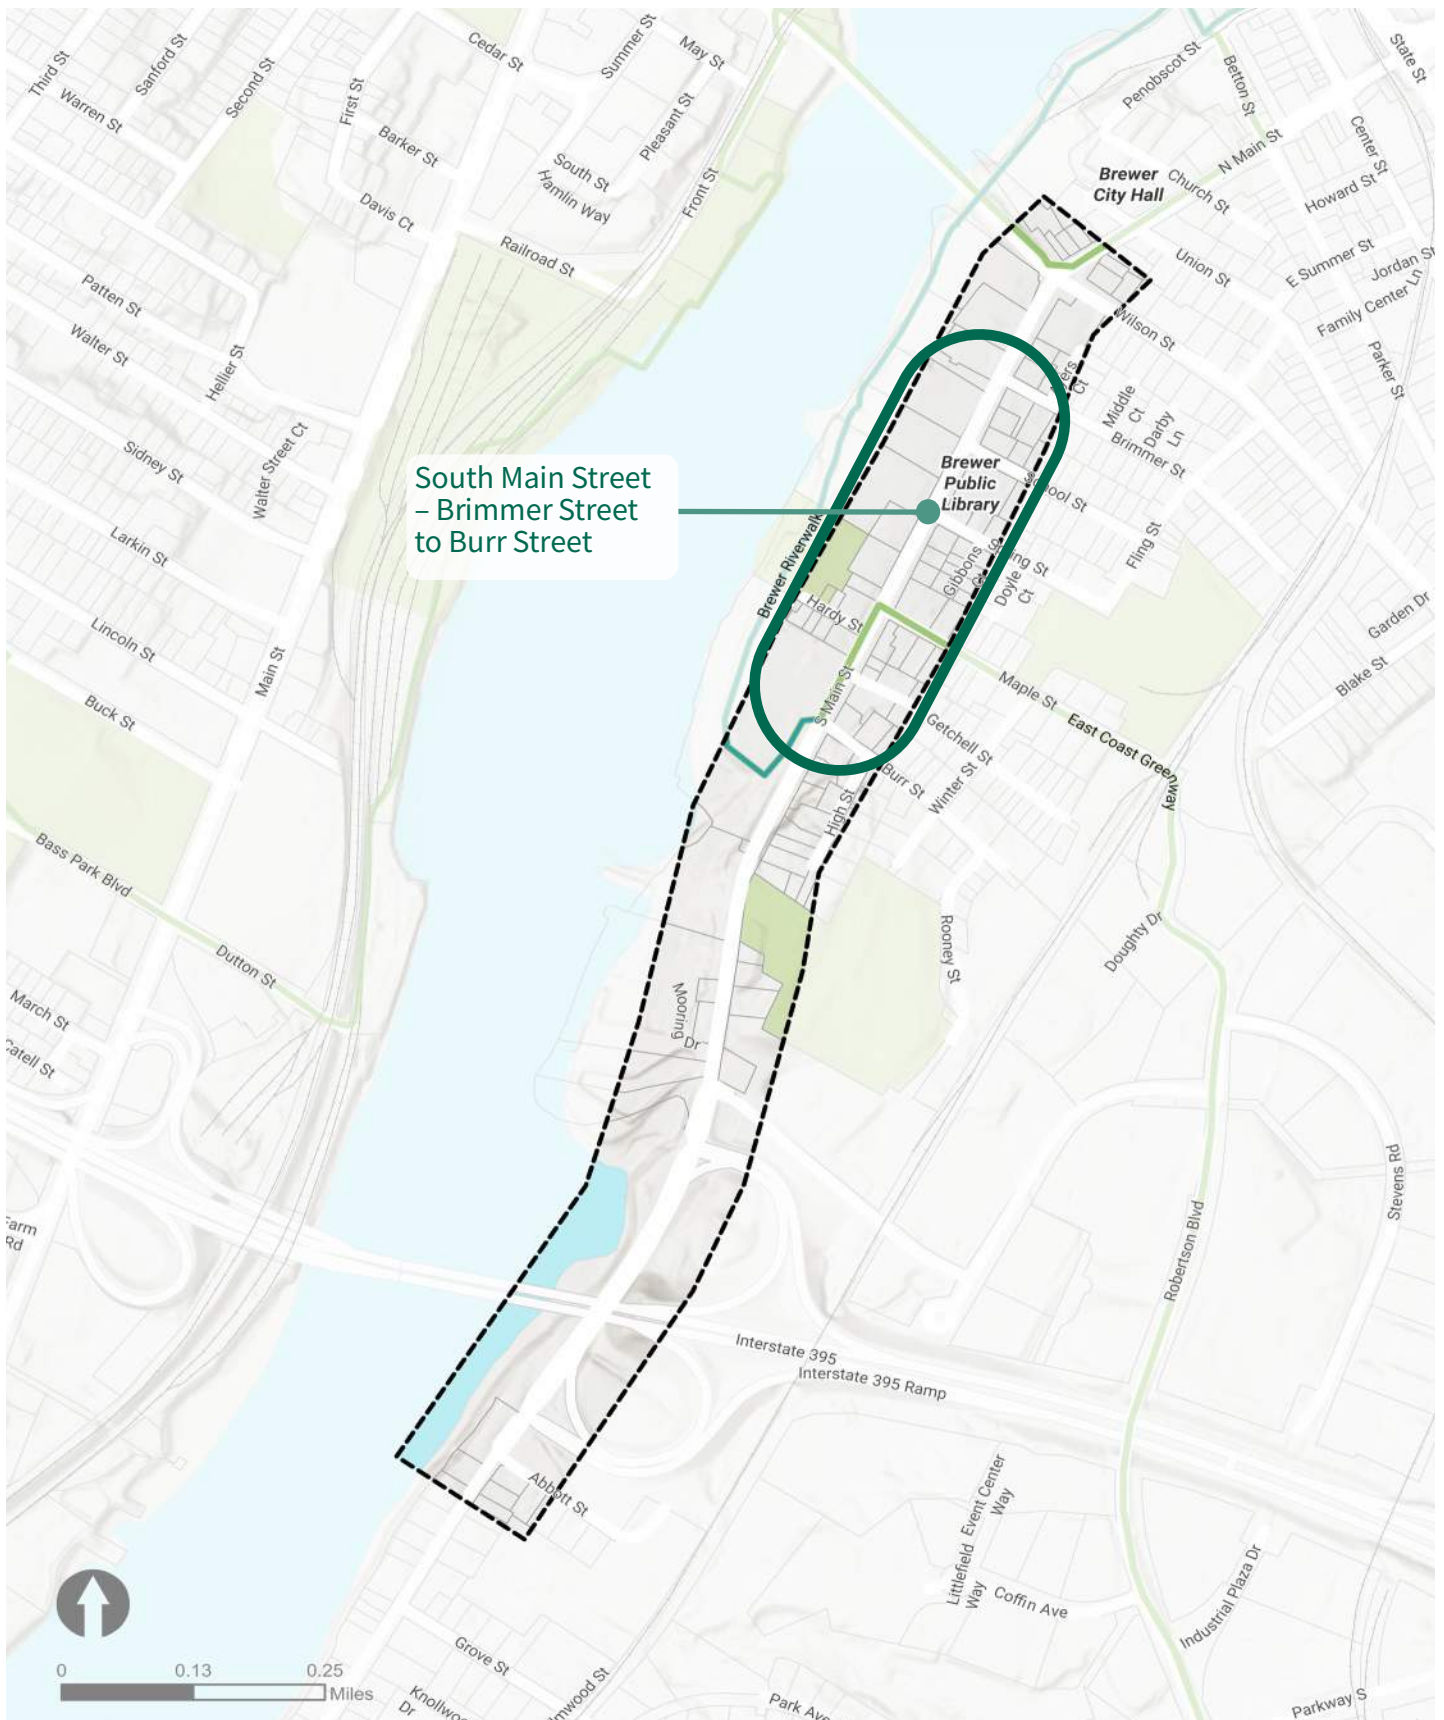 Third St
Sanford St
Warren St
Second St
First St
Cedar St
Summer St
May St
Pleasant St
Barker St
South St
Hamlin Way
Davis Ct
Front St
Railroad St
Penobscot St
Betton St
State St
N Main St
Center St
Brewer
City Hall
Church St
Howard St
Union St
E Summer St
Jordan St
Family Center Ln
Wilson St
Parker St
Patten St
Walter St
Hellier St
Walter Street Ct
Sidney St
Larkin St
Lincoln St
Main St
Buck St
Middle
Ct
Darby
Ln
Brimmer St
Brewer
Public
Library
South Main Street
– Brimmer Street
to Burr Street
Fling St
Gibbons
Doyle
Ct
Brewer Riverwalk
Hardy St
S Main St
Maple St
East Coast Greenway
Garden Dr
Blake St
Getchell St
Winter St
Burr St
High St
Bass Park Blvd
Dutton St
March St
Catell St
Rooney St
Doughty Dr
Mooring
Dr
Stevens Rd
Robertson Blvd
Farm
Rd
Interstate 395
Interstate 395 Ramp
Abbott St
Littlefield Event Center
Way
Way
Coffin Ave
Industrial Plaza Dr
Grove St
Dr
Park Ave
Parkway S
0 0.13 0.25
Miles